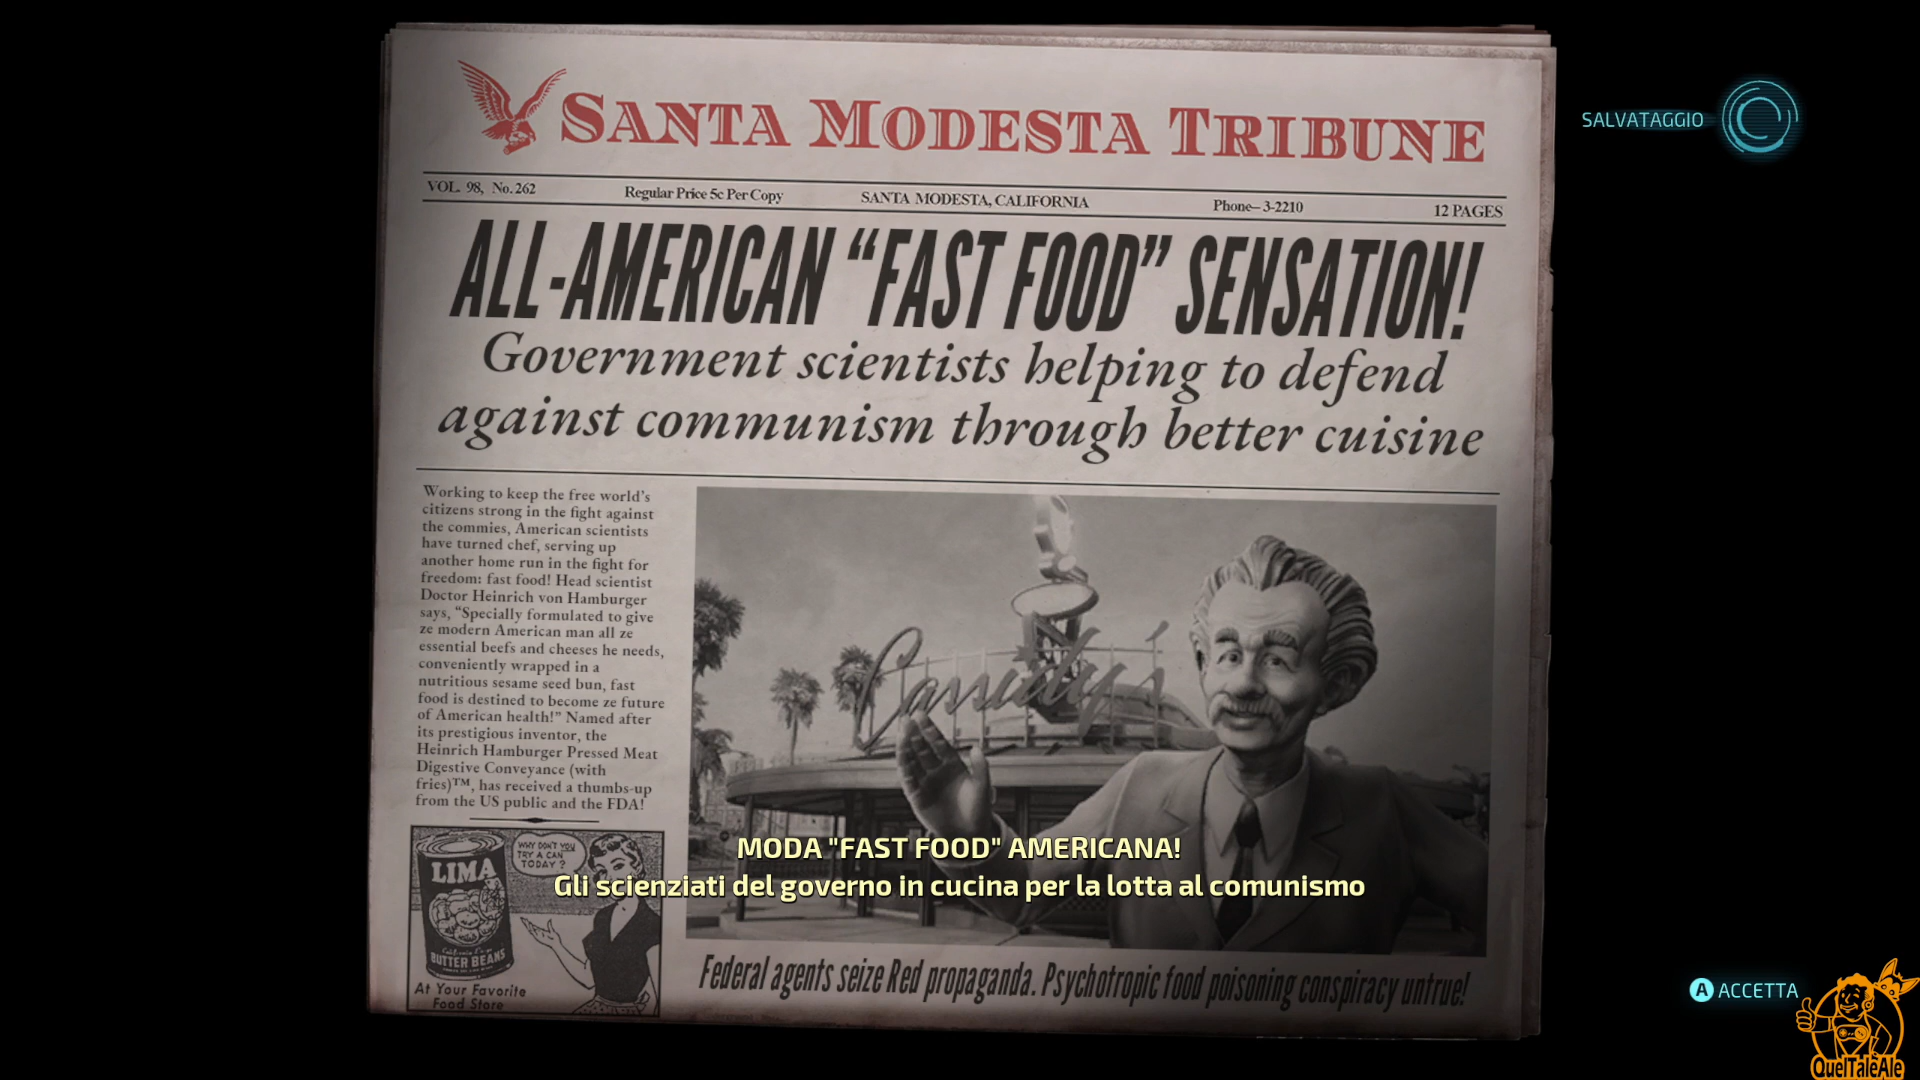 SANTA MODESTA TRIBUNE
SALVATAGGIO
VOL. 98, No. 262
Regular Price 5c Per Copy
SANTA MODESTA, CALIFORNIA
Phone– 3-2210
12 PAGES
ALL-AMERICAN “FAST FOOD” SENSATION!
Government scientists helping to defend
against communism through better cuisine
Working to keep the free world’s
citizens strong in the fight against
the commies, American scientists
have turned chef, serving up
another home run in the fight for
freedom: fast food! Head scientist
Doctor Heinrich von Hamburger
says, “Specially formulated to give
ze modern American man all ze
essential beefs and cheeses he needs,
conveniently wrapped in a
nutritious sesame seed bun, fast
food is destined to become ze future
of American health!” Named after
its prestigious inventor, the
Heinrich Hamburger Pressed Meat
Digestive Conveyance (with
fries)™, has received a thumbs-up
from the US public and the FDA!
Cassidy's
WHY DON'T YOU
TRY A CAN
TODAY?
LIMA
BUTTER BEANS
At Your Favorite
Food Store
MODA "FAST FOOD" AMERICANA!
Gli scienziati del governo in cucina per la lotta al comunismo
Federal agents seize Red propaganda. Psychotropic food poisoning conspiracy untrue!
A ACCETTA
QuelTaleAle